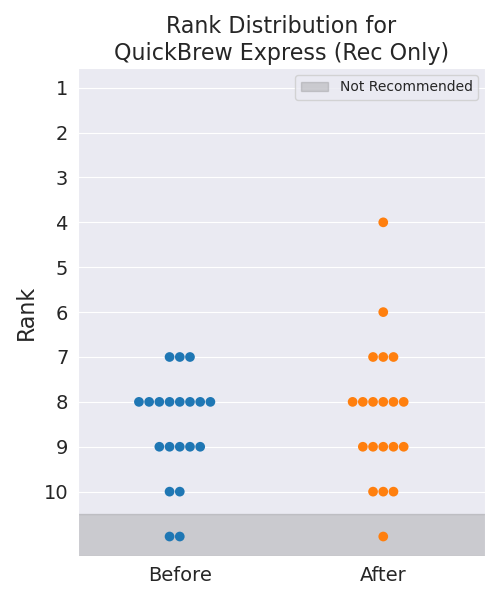 Rank Distribution for
QuickBrew Express (Rec Only)
Not Recommended
1
2
3
4
5
6
7
8
9
10
Rank
Before
After